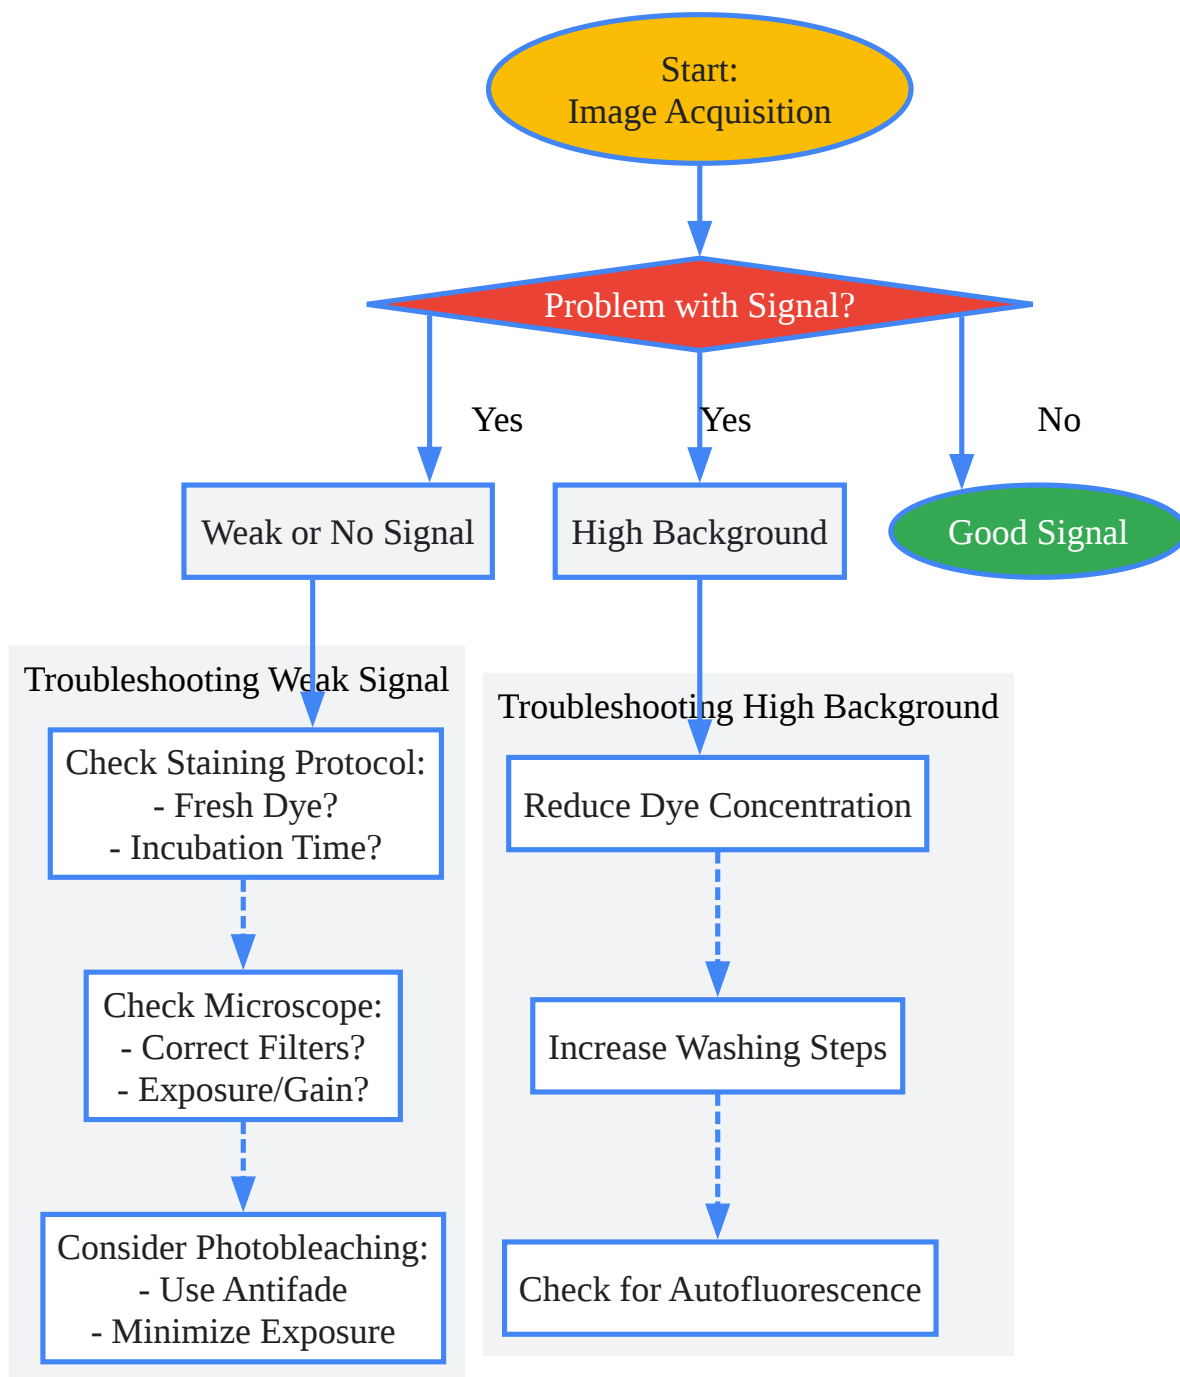 Start:
Image Acquisition
Problem with Signal?
Yes
Yes
No
Weak or No Signal
High Background
Good Signal
Troubleshooting Weak Signal
Check Staining Protocol:
- Fresh Dye?
- Incubation Time?
Check Microscope:
- Correct Filters?
- Exposure/Gain?
Consider Photobleaching:
- Use Antifade
- Minimize Exposure
Troubleshooting High Background
Reduce Dye Concentration
Increase Washing Steps
Check for Autofluorescence